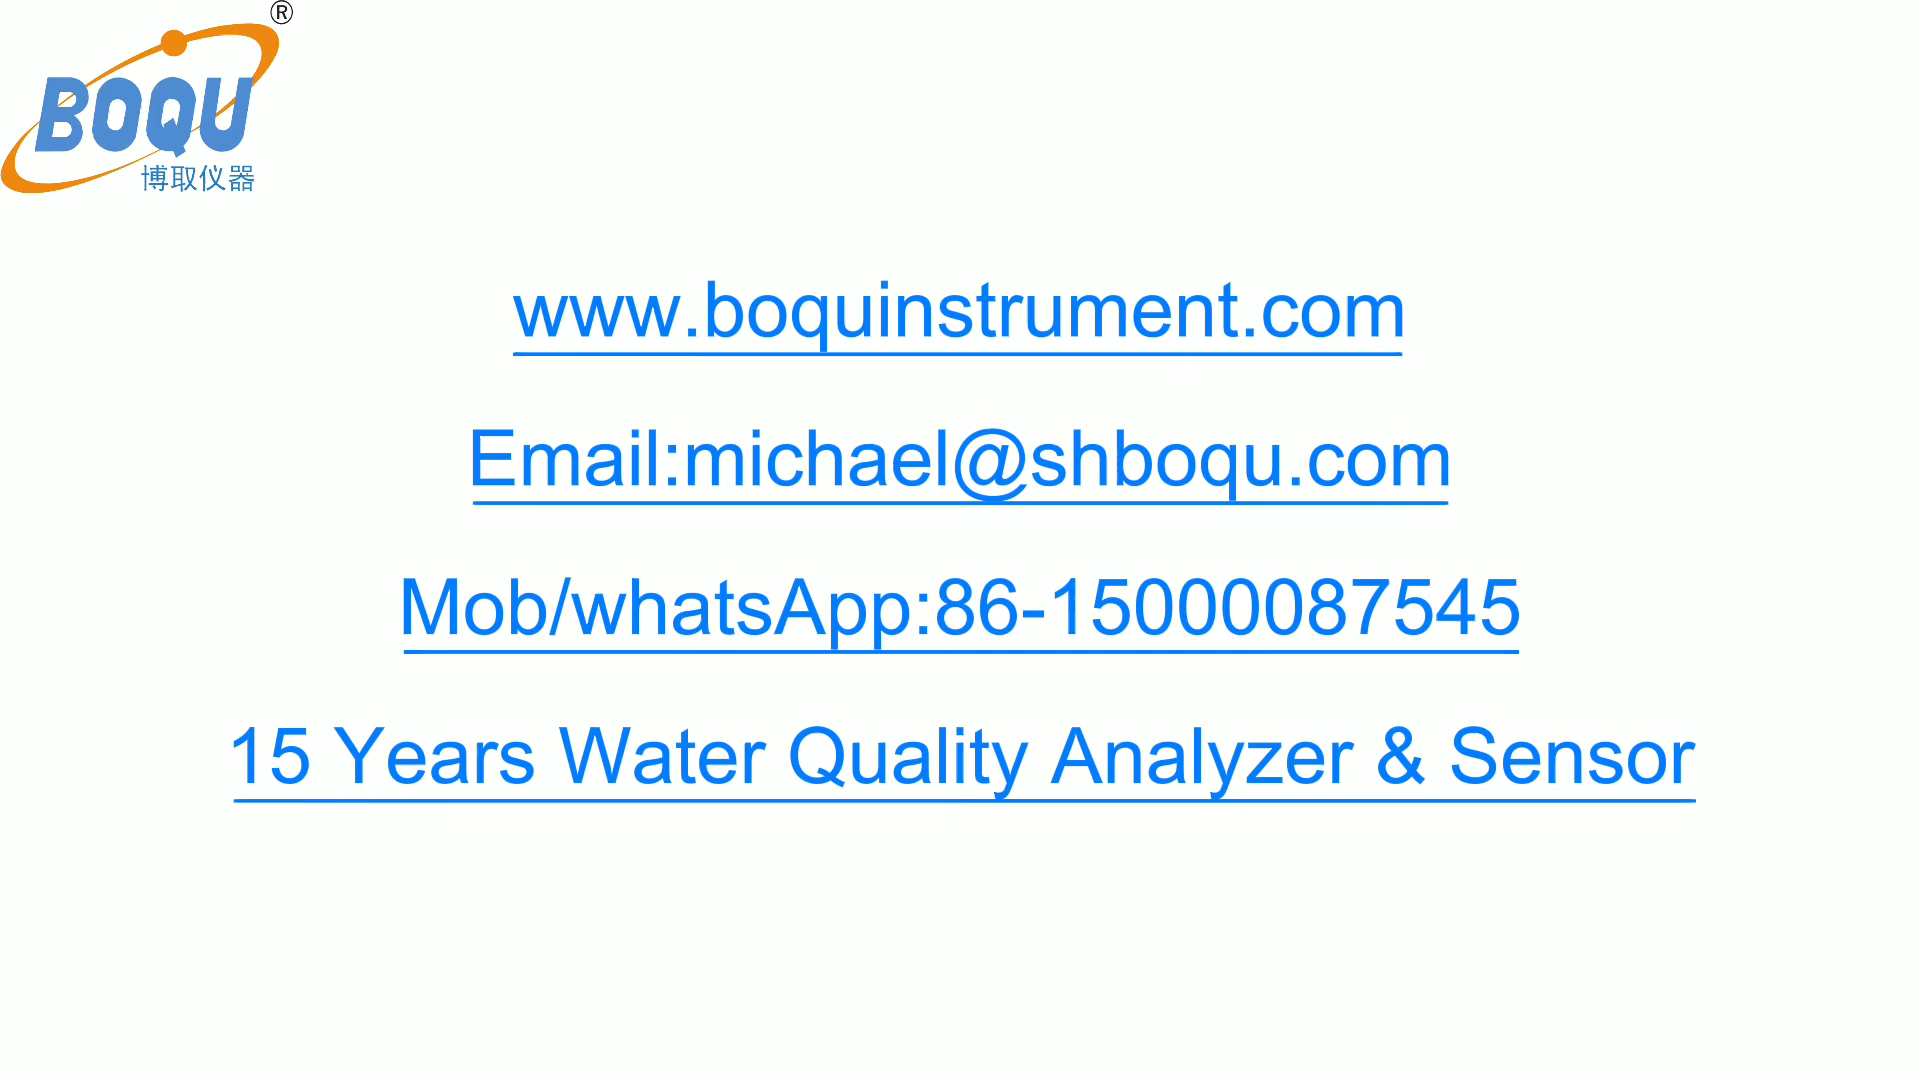 BOQU®
博取仪器
www.boquinstrument.com
Email:michael@shboqu.com
Mob/whatsApp:86-15000087545
15 Years Water Quality Analyzer & Sensor